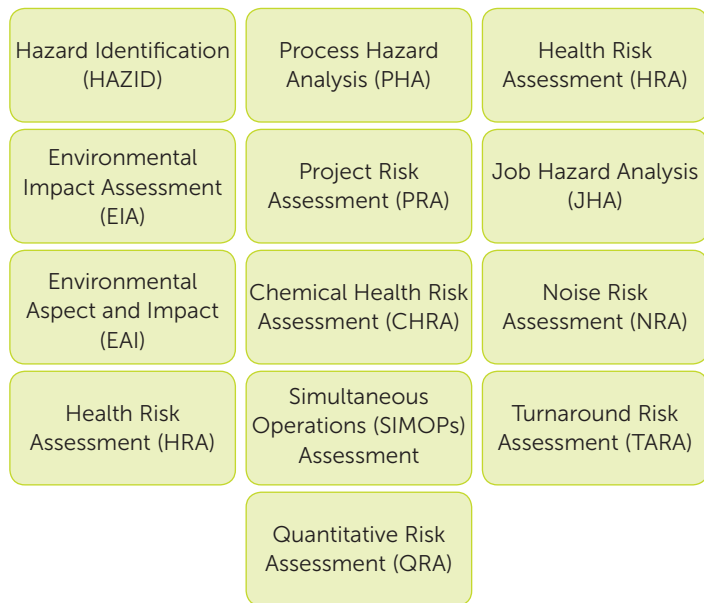 Hazard Identification
(HAZID)
Process Hazard
Analysis (PHA)
Health Risk
Assessment (HRA)
Environmental
Impact Assessment
(EIA)
Project Risk
Assessment (PRA)
Job Hazard Analysis
(JHA)
Environmental
Aspect and Impact
(EAI)
Chemical Health Risk
Assessment (CHRA)
Noise Risk
Assessment (NRA)
Health Risk
Assessment (HRA)
Simultaneous
Operations (SIMOPs)
Assessment
Turnaround Risk
Assessment (TARA)
Quantitative Risk
Assessment (QRA)